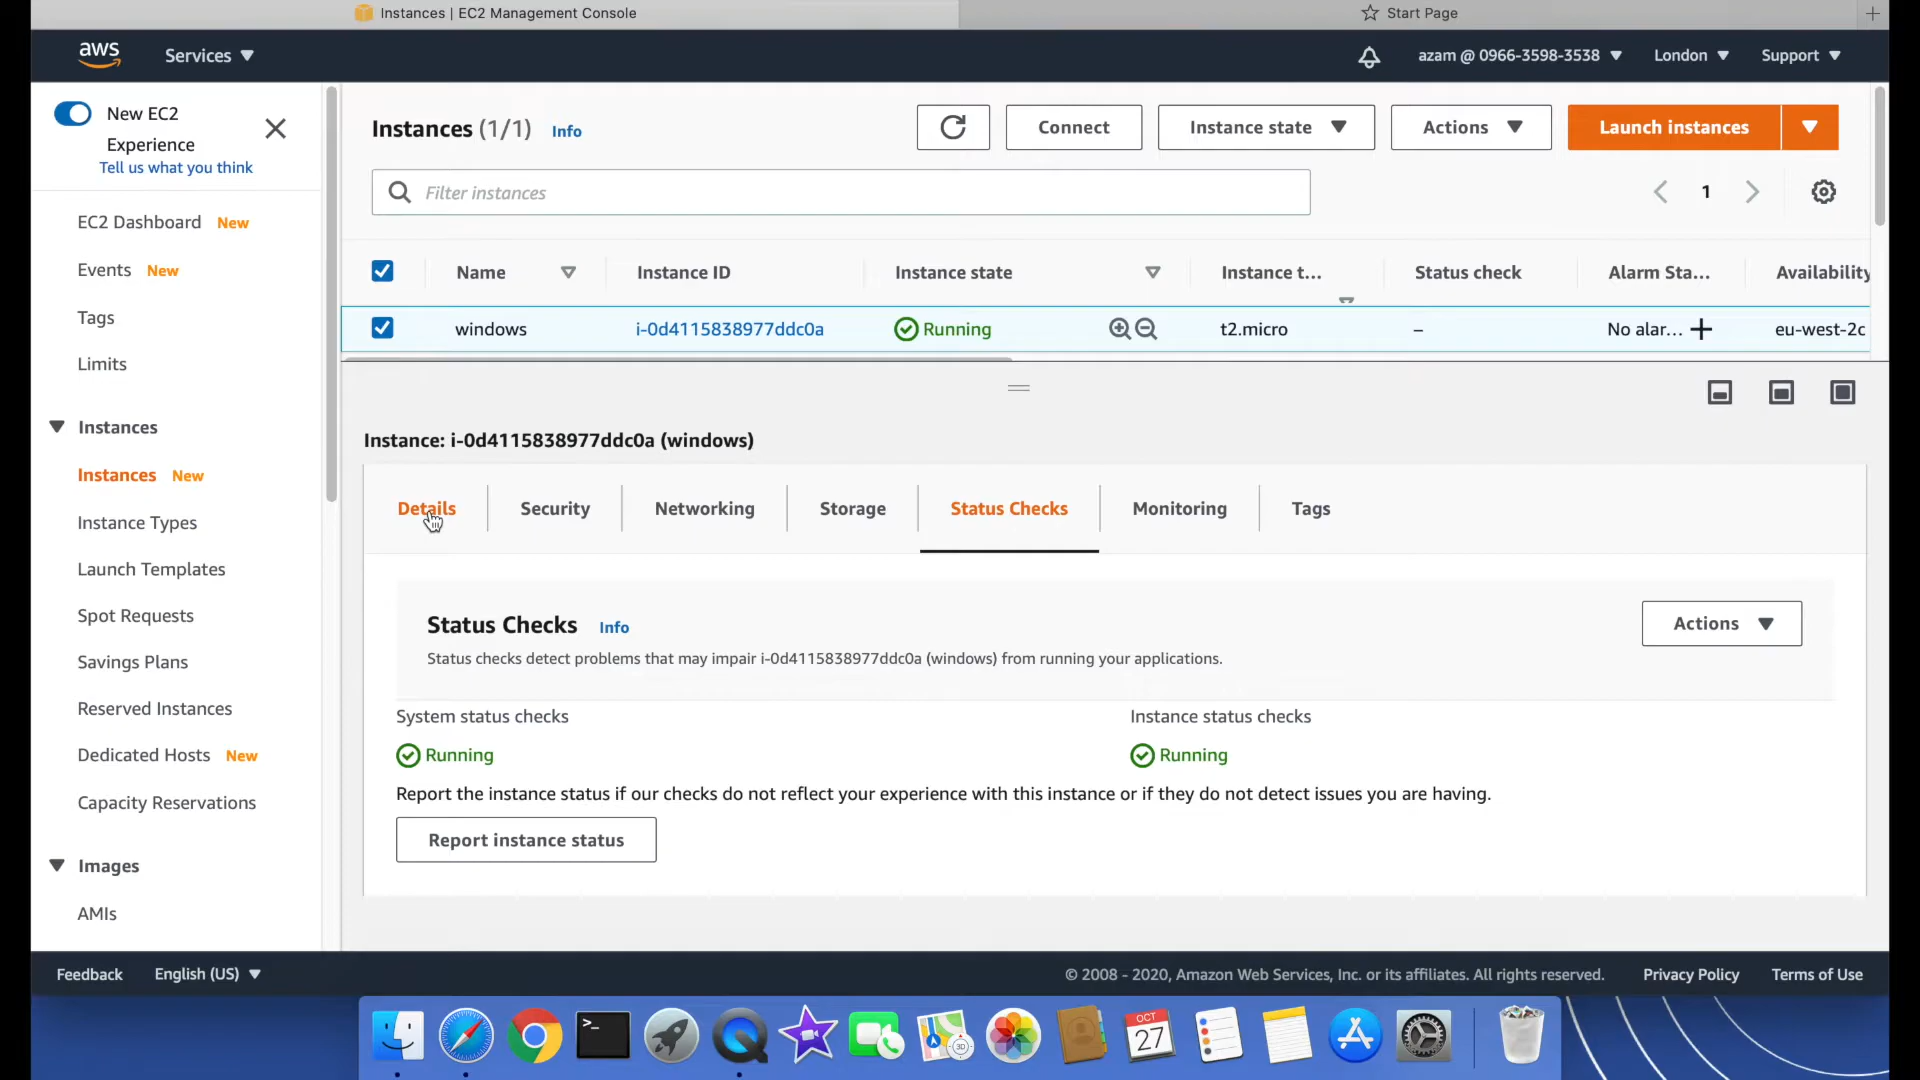 Instances | EC2 Management Console
Start Page
aws
Services
azam @ 0966-3598-3538
London
Support
New EC2
Experience
Tell us what you think
EC2 Dashboard New
Events New
Tags
Limits
Instances
Instances New
Instance Types
Launch Templates
Spot Requests
Savings Plans
Reserved Instances
Dedicated Hosts New
Capacity Reservations
Images
AMIs
Instances (1/1) Info
Connect
Instance state
Actions
Launch instances
Filter instances
1
Name
Instance ID
Instance state
Instance t...
Status check
Alarm Sta...
Availability
windows
i-0d4115838977ddc0a
Running
t2.micro
–
No alar...
eu-west-2c
Instance: i-0d4115838977ddc0a (windows)
Details
Security
Networking
Storage
Status Checks
Monitoring
Tags
Status Checks Info
Actions
Status checks detect problems that may impair i-0d4115838977ddc0a (windows) from running your applications.
System status checks
Instance status checks
Running
Running
Report the instance status if our checks do not reflect your experience with this instance or if they do not detect issues you are having.
Report instance status
Feedback
English (US)
© 2008 - 2020, Amazon Web Services, Inc. or its affiliates. All rights reserved.
Privacy Policy
Terms of Use
>_
3D
OCT
27